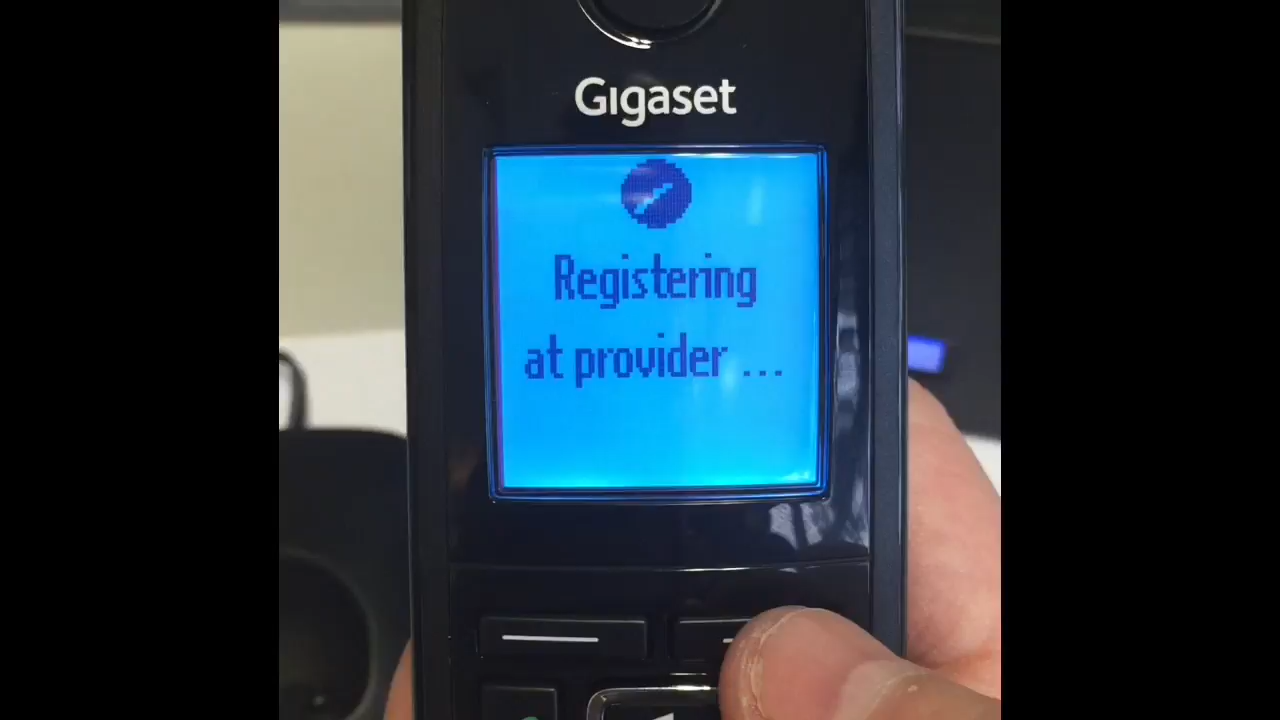 Gigaset
Registering
at provider ...